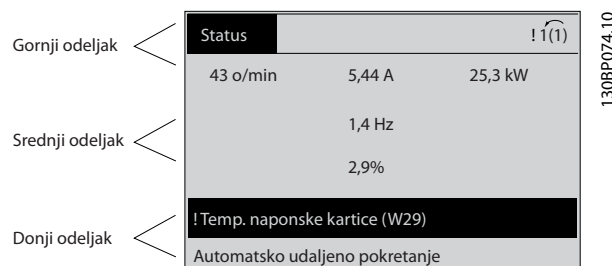 Gornji odeljak
Status
! 1(1)
43 o/min 5,44 A 25,3 kW
Srednji odeljak
1,4 Hz
2,9%
! Temp. naponske kartice (W29)
Donji odeljak
Automatsko udaljeno pokretanje
130BP074.10